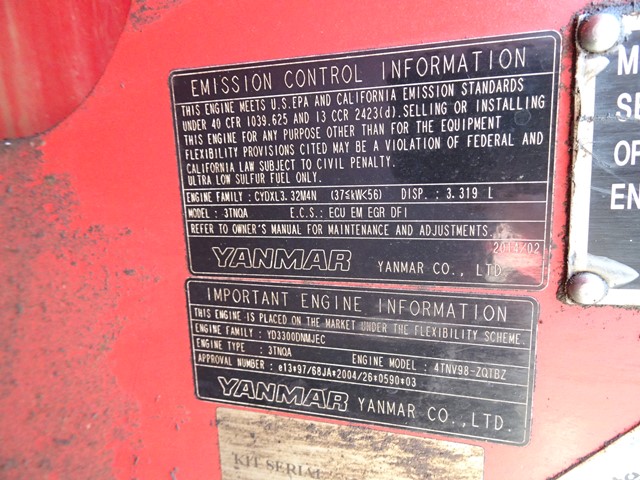 EMISSION CONTROL INFORMATION
THIS ENGINE MEETS U.S.EPA AND CALIFORNIA EMISSION STANDARDS
UNDER 40 CFR 1039.625 AND 13 CCR 2423(d).SELLING OR INSTALLING
THIS ENGINE FOR ANY PURPOSE OTHER THAN FOR THE EQUIPMENT
FLEXIBILITY PROVISIONS CITED MAY BE A VIOLATION OF FEDERAL AND
CALIFORNIA LAW SUBJECT TO CIVIL PENALTY.
ULTRA LOW SULFUR FUEL ONLY.
ENGINE FAMILY : CYDXL3.32M4N (37≤kW<56) DISP. : 3.319 L
MODEL : 3TNQA E.C.S.: ECU EM EGR DFI
REFER TO OWNER'S MANUAL FOR MAINTENANCE AND ADJUSTMENTS.
2014/02
YANMAR YANMAR CO., LTD.
IMPORTANT ENGINE INFORMATION
THIS ENGINE IS PLACED ON THE MARKET UNDER THE FLEXIBILITY SCHEME.
ENGINE FAMILY : YD3300DNMJEC
ENGINE TYPE : 3TNQA ENGINE MODEL : 4TNV98-ZQTBZ
APPROVAL NUMBER : e13*97/68JA*2004/26*0590*03
YANMAR YANMAR CO.,LTD.
KIT SERIAL
M
SE
OP
EN